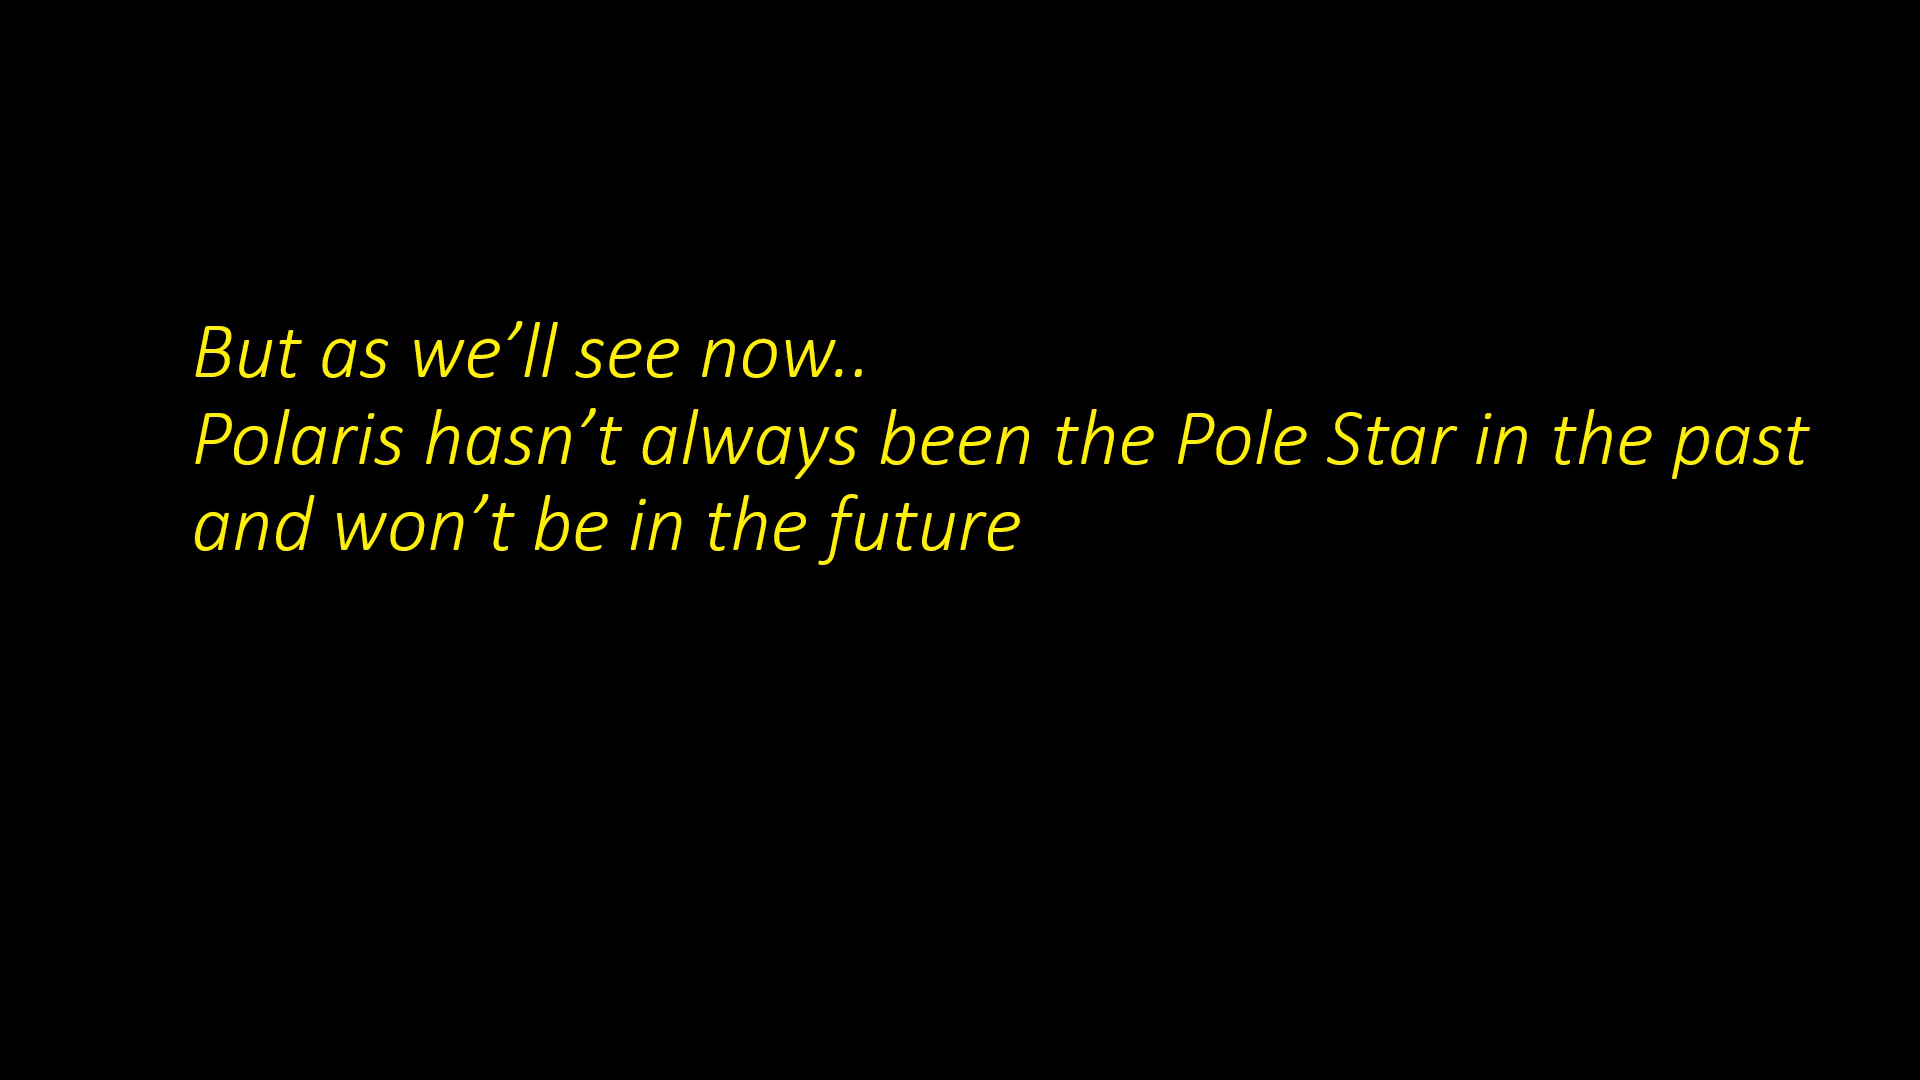 But as we’ll see now..
Polaris hasn’t always been the Pole Star in the past
and won’t be in the future